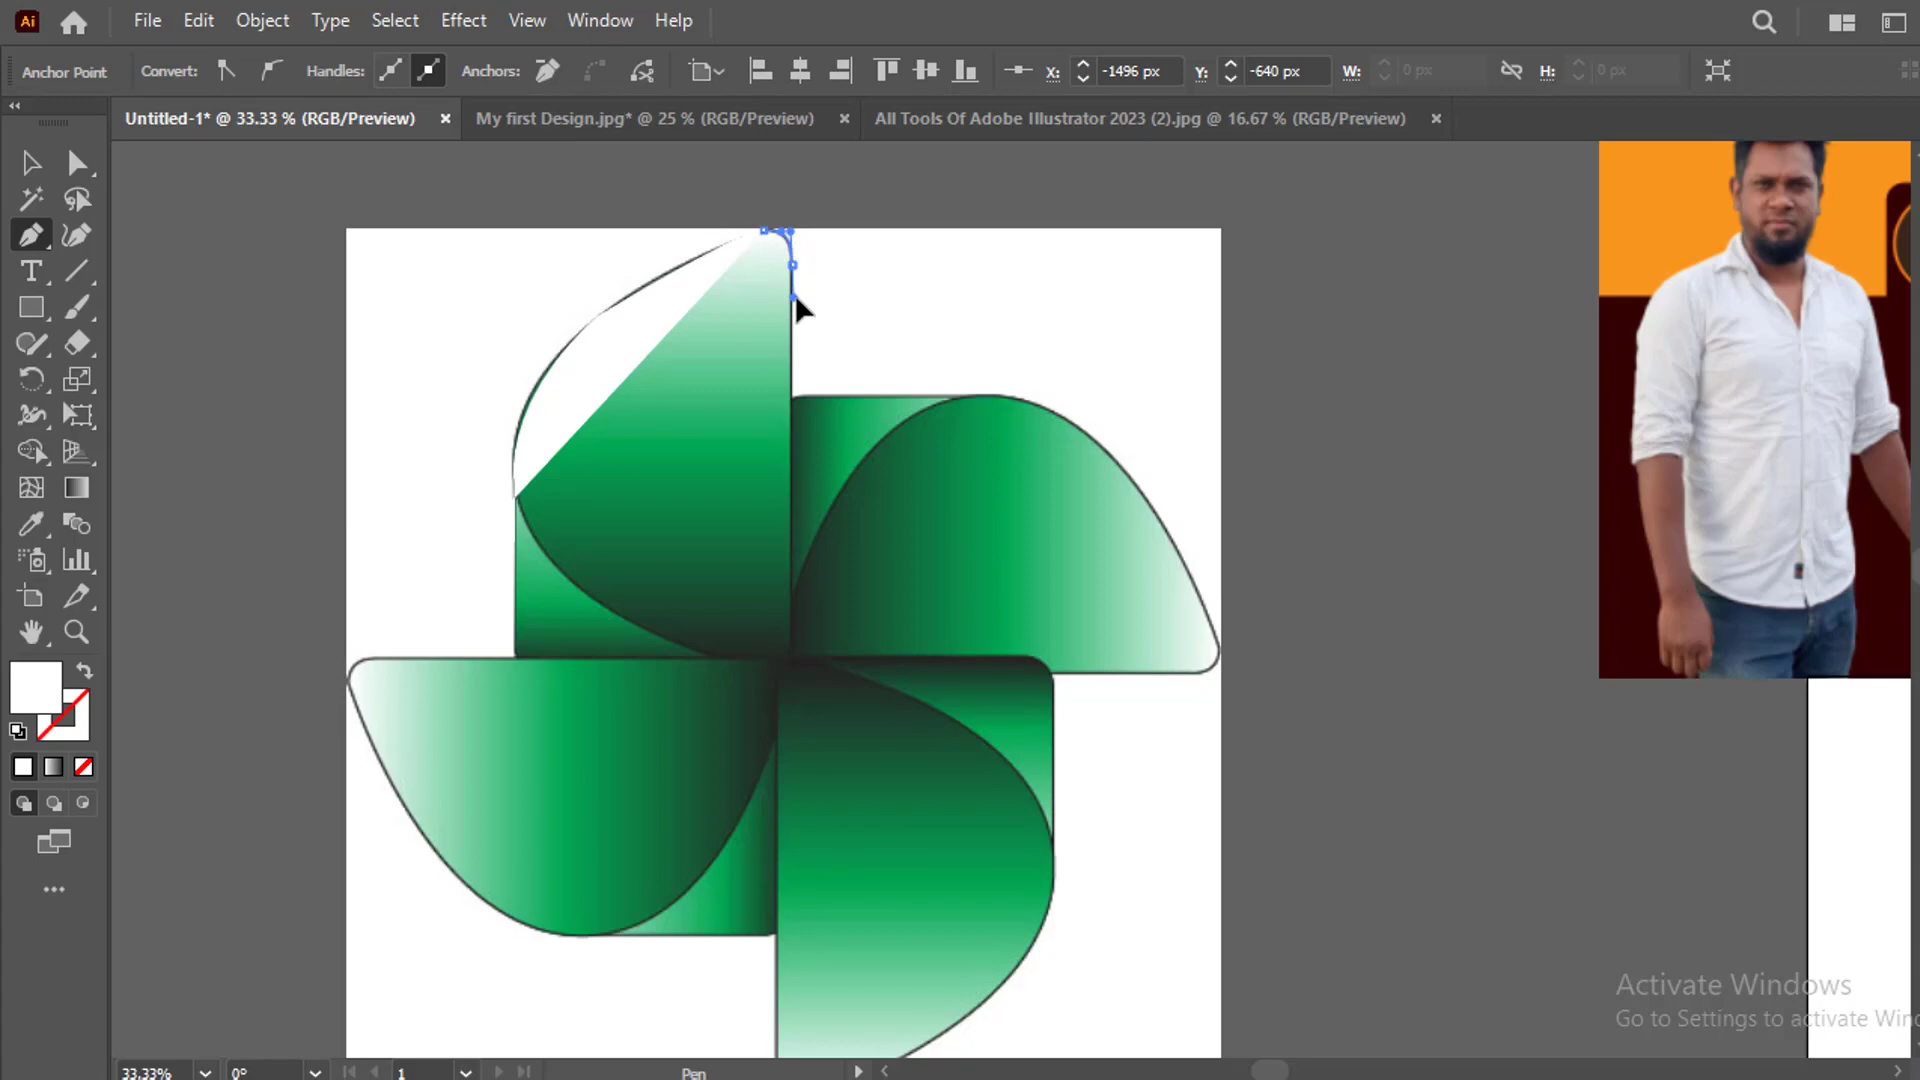 Ai File Edit Object Type Select Effect View Window Help
Anchor Point Convert: Handles: Anchors: X: -1496 px Y: -640 px W: 0 px H: 0 px
Untitled-1* @ 33.33 % (RGB/Preview) × My first Design.jpg* @ 25 % (RGB/Preview) × All Tools Of Adobe Illustrator 2023 (2).jpg @ 16.67 % (RGB/Preview) ×
Activate Windows
Go to Settings to activate Win
33.33% 0° 1 Pen